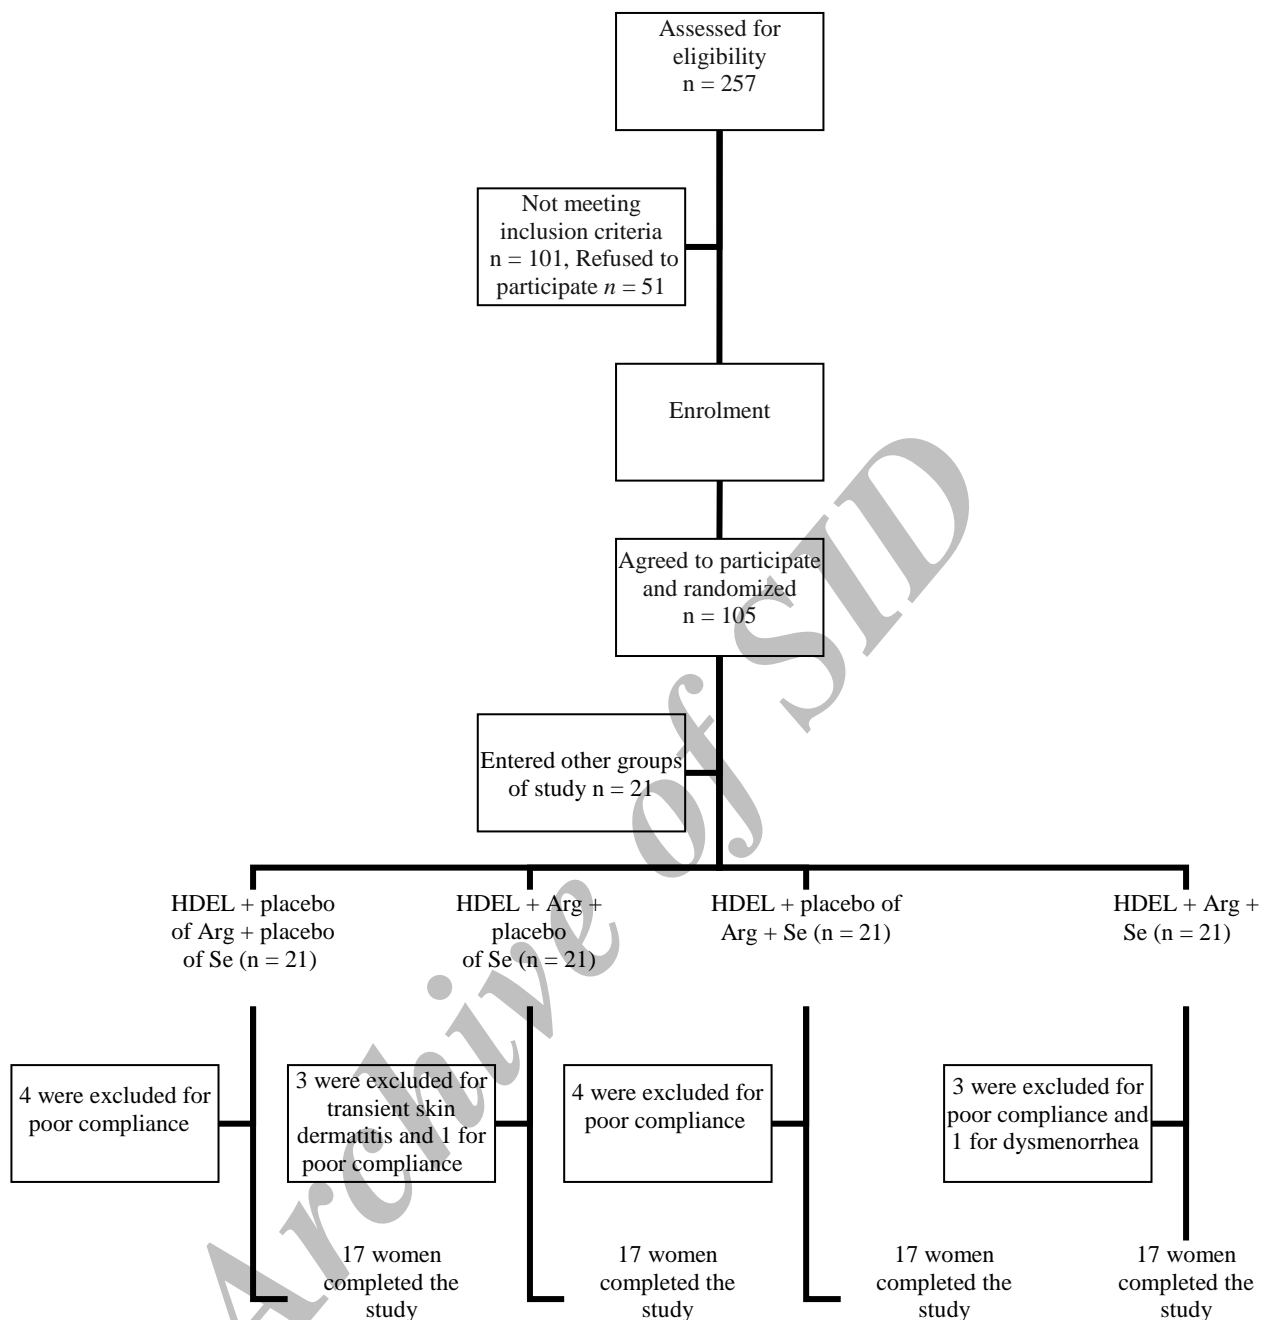 Assessed for
eligibility
n = 257
Not meeting
inclusion criteria
n = 101, Refused to
participate n = 51
Enrolment
Agreed to participate
and randomized
n = 105
Entered other groups
of study n = 21
HDEL + placebo
of Arg + placebo
of Se (n = 21)
HDEL + Arg +
placebo
of Se (n = 21)
HDEL + placebo of
Arg + Se (n = 21)
HDEL + Arg +
Se (n = 21)
4 were excluded for
poor compliance
3 were excluded for
transient skin
dermatitis and 1 for
poor compliance
4 were excluded for
poor compliance
3 were excluded for
poor compliance and
1 for dysmenorrhea
17 women
completed the
study
17 women
completed the
study
17 women
completed the
study
17 women
completed the
study
Archive of SID